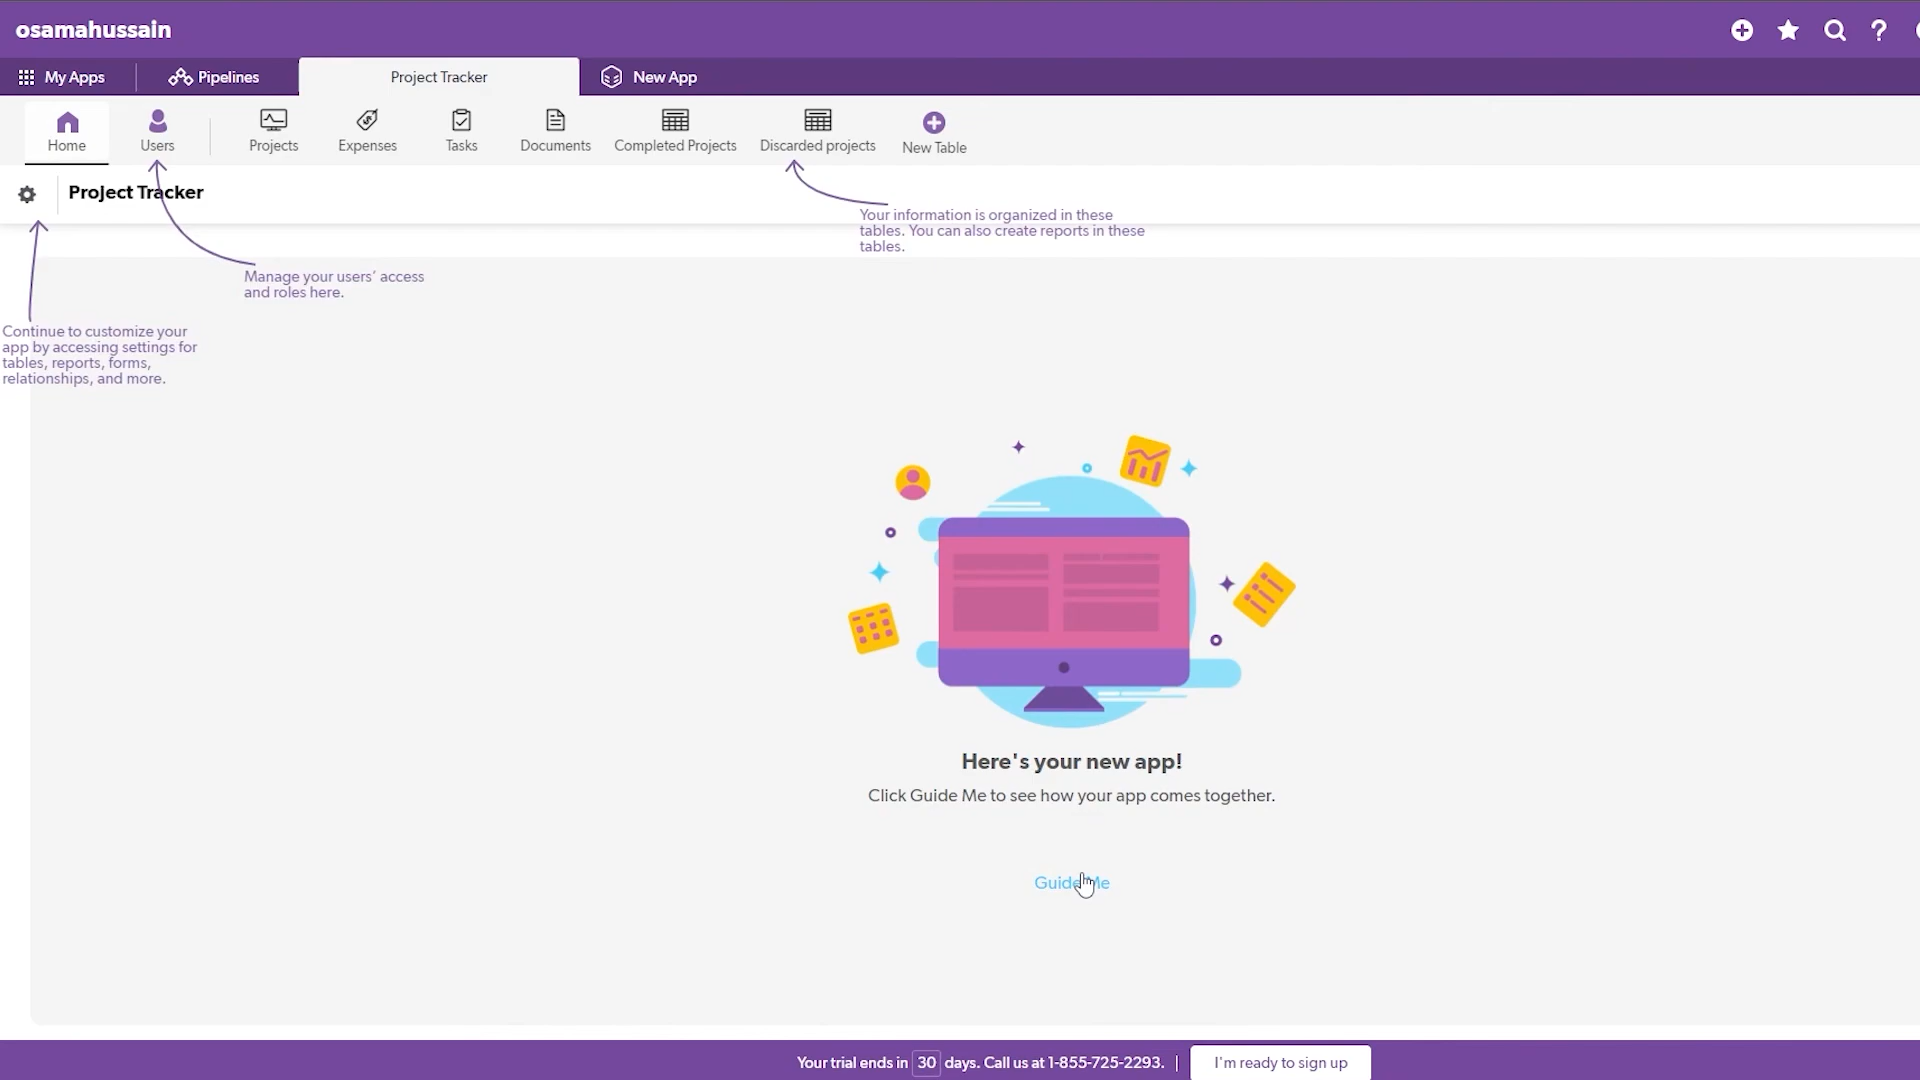 osamahussain
My Apps
Pipelines
Project Tracker
New App
Home
Users
Projects
Expenses
Tasks
Documents
Completed Projects
Discarded projects
New Table
Project Tracker
Your information is organized in these
tables. You can also create reports in these
tables.
Manage your users’ access
and roles here.
Continue to customize your
app by accessing settings for
tables, reports, forms,
relationships, and more.
Here's your new app!
Click Guide Me to see how your app comes together.
Guide Me
Your trial ends in 30 days. Call us at 1-855-725-2293.
I'm ready to sign up